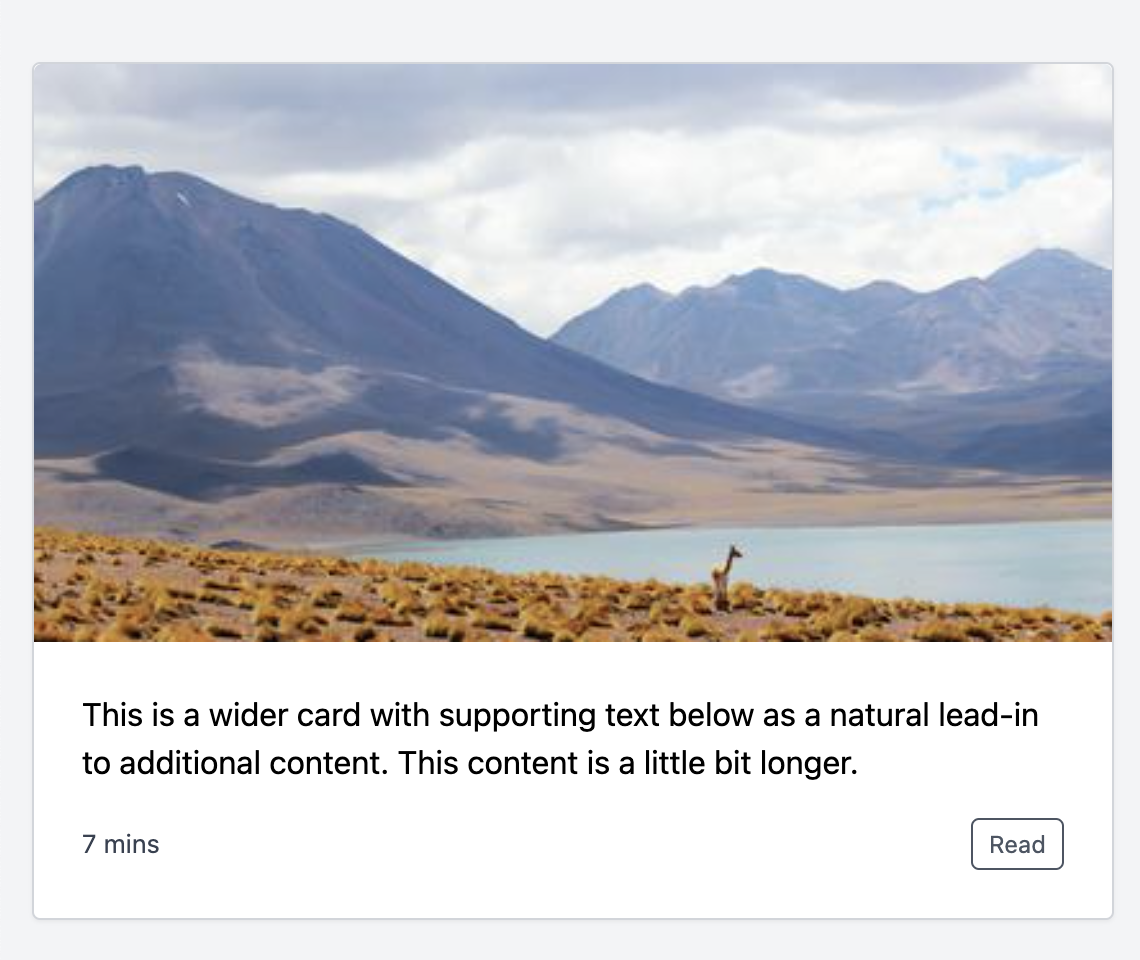 This is a wider card with supporting text below as a natural lead-in
to additional content. This content is a little bit longer.
7 mins
Read